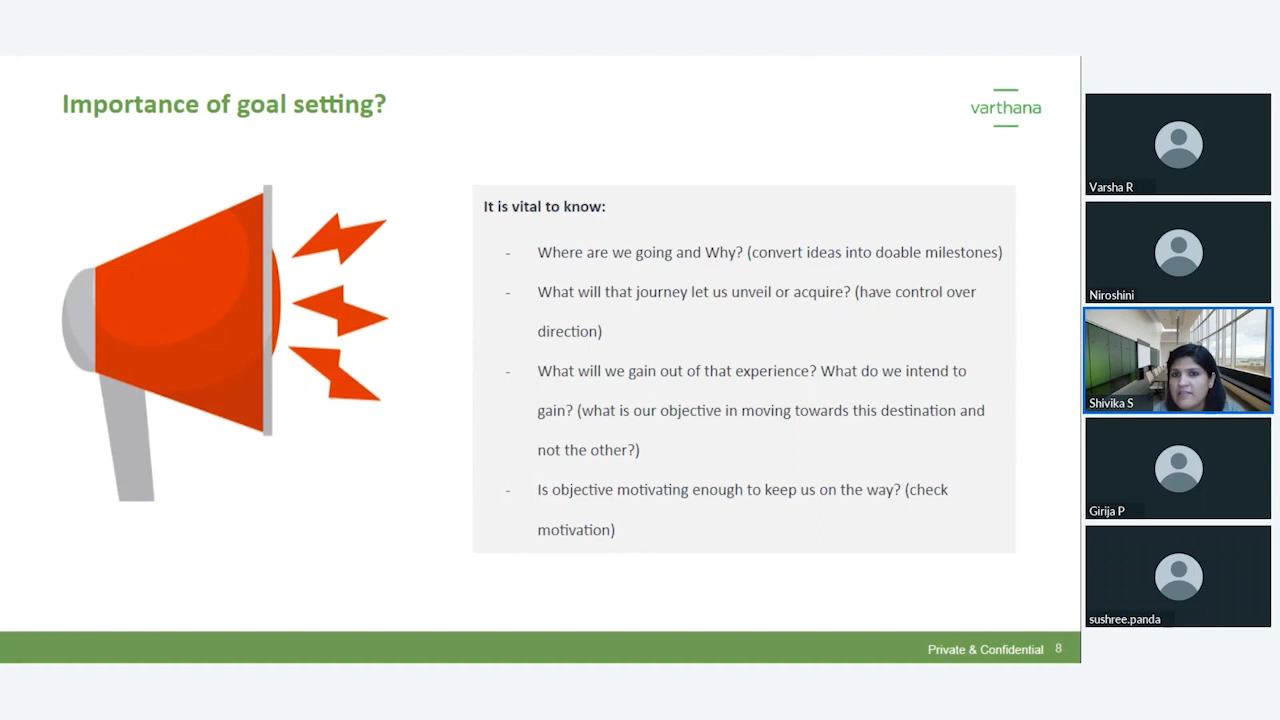 Importance of goal setting?
varthana
It is vital to know:
- Where are we going and Why? (convert ideas into doable milestones)
- What will that journey let us unveil or acquire? (have control over
direction)
- What will we gain out of that experience? What do we intend to
gain? (what is our objective in moving towards this destination and
not the other?)
- Is objective motivating enough to keep us on the way? (check
motivation)
Private & Confidential 8
Varsha R
Niroshini
Shivika S
Girija P
sushree.panda